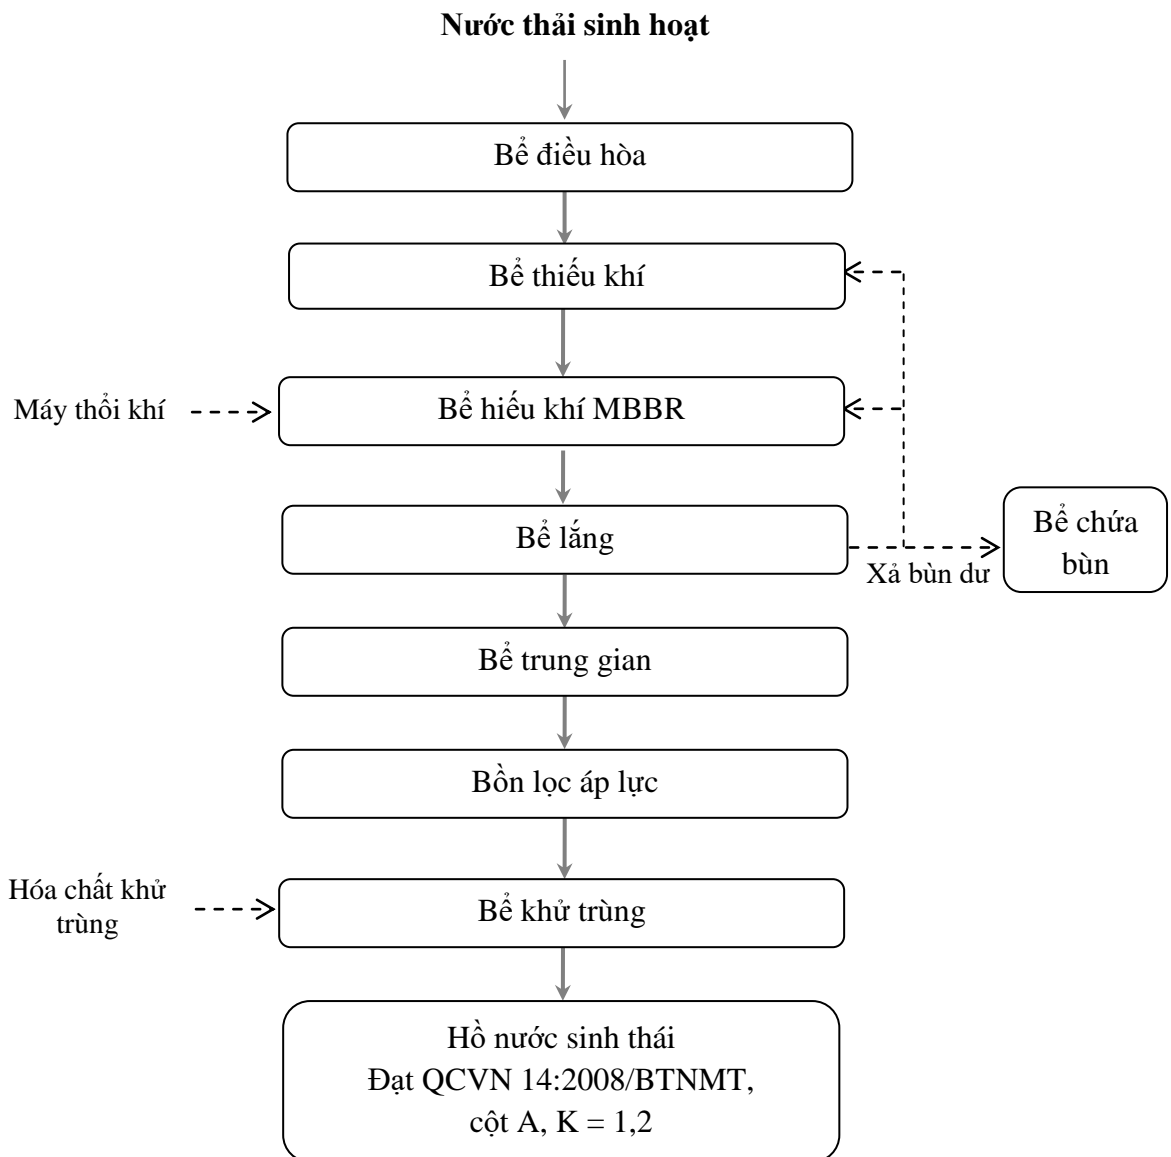 Nước thải sinh hoạt
Bể điều hòa
Bể thiếu khí
Máy thổi khí
Bể hiếu khí MBBR
Bể lắng
Xả bùn dư
Bể chứa
bùn
Bể trung gian
Bồn lọc áp lực
Hóa chất khử
trùng
Bể khử trùng
Hồ nước sinh thái
Đạt QCVN 14:2008/BTNMT,
cột A, K = 1,2